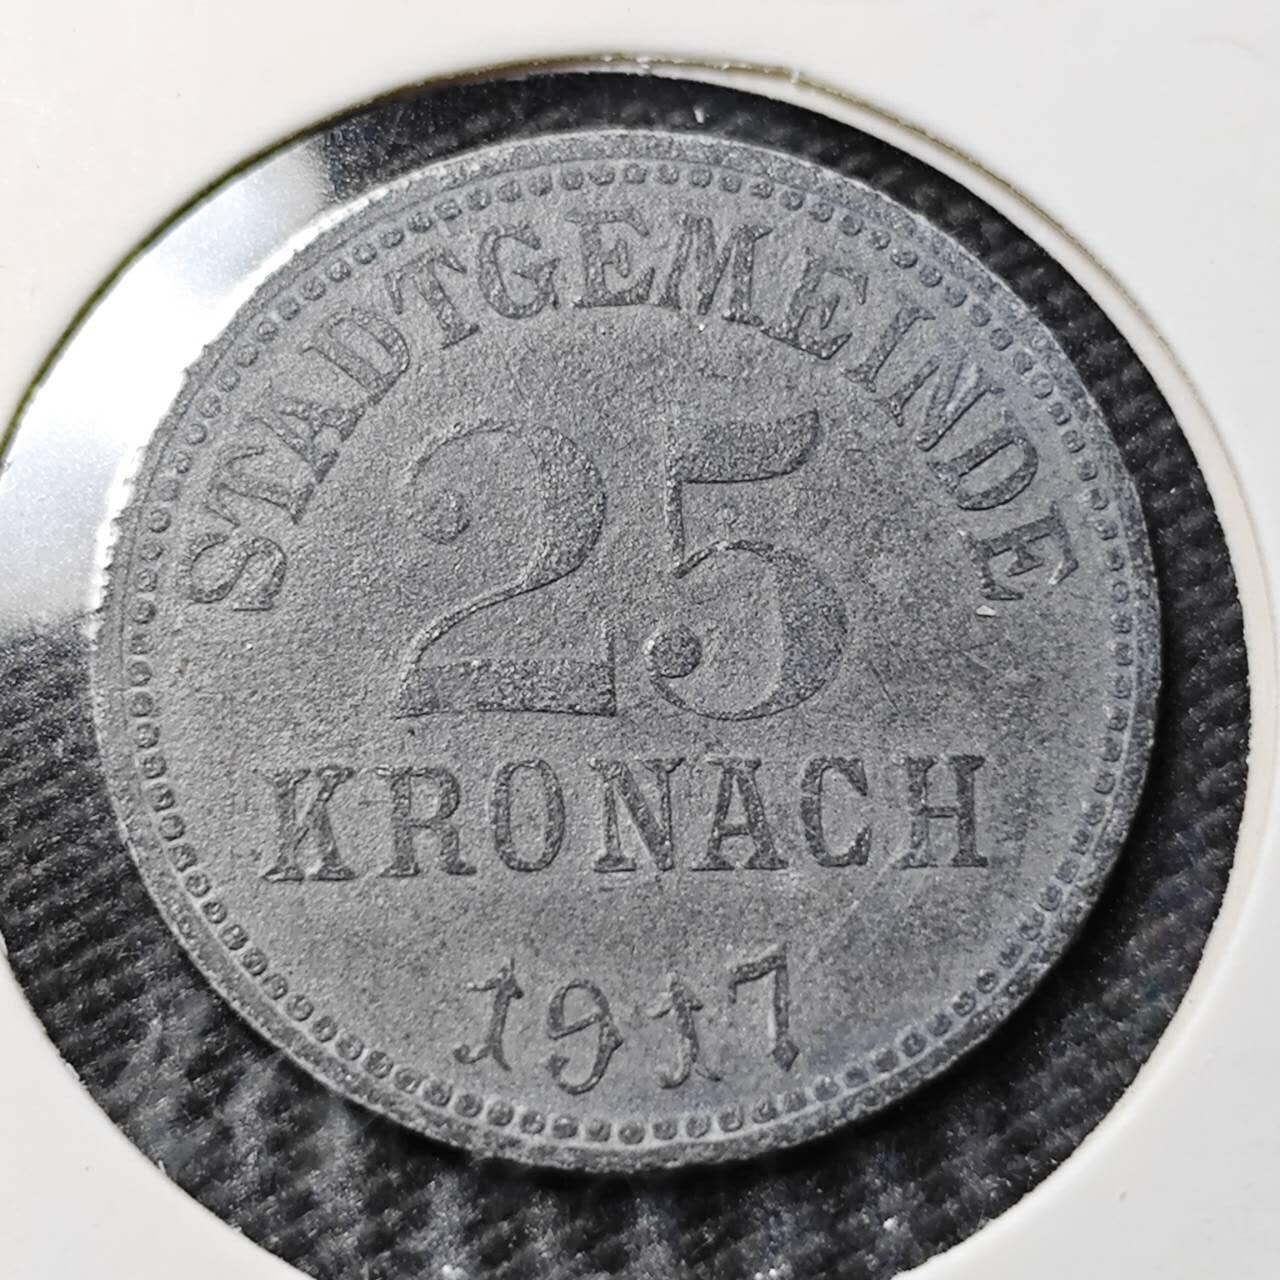 STADTGEMEINDE
25
KRONACH
1917